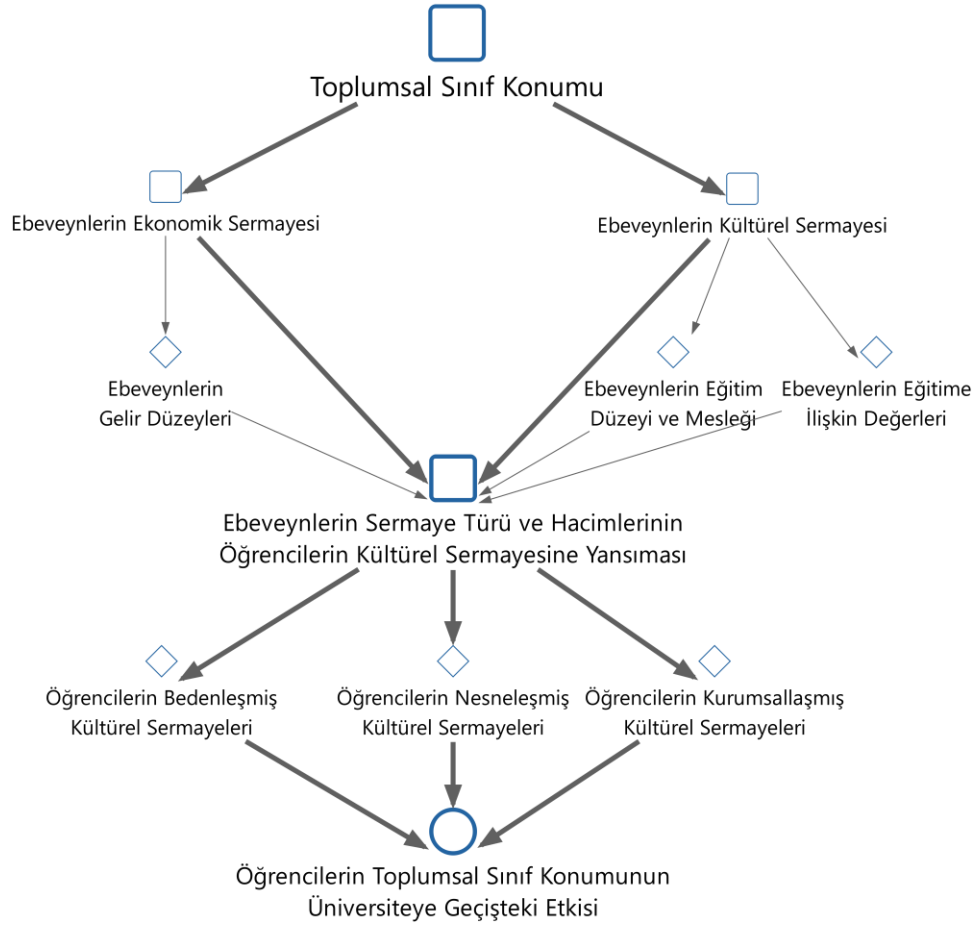 Toplumsal Sınıf Konumu
Ebeveynlerin Ekonomik Sermayesi
Ebeveynlerin Kültürel Sermayesi
Ebeveynlerin
Gelir Düzeyleri
Ebeveynlerin Eğitim
Düzeyi ve Mesleği
Ebeveynlerin Eğitime
İlişkin Değerleri
Ebeveynlerin Sermaye Türü ve Hacimlerinin
Öğrencilerin Kültürel Sermayesine Yansıması
Öğrencilerin Bedenleşmiş
Kültürel Sermayeleri
Öğrencilerin Nesneleşmiş
Kültürel Sermayeleri
Öğrencilerin Kurumsallaşmış
Kültürel Sermayeleri
Öğrencilerin Toplumsal Sınıf Konumunun
Üniversiteye Geçişteki Etkisi